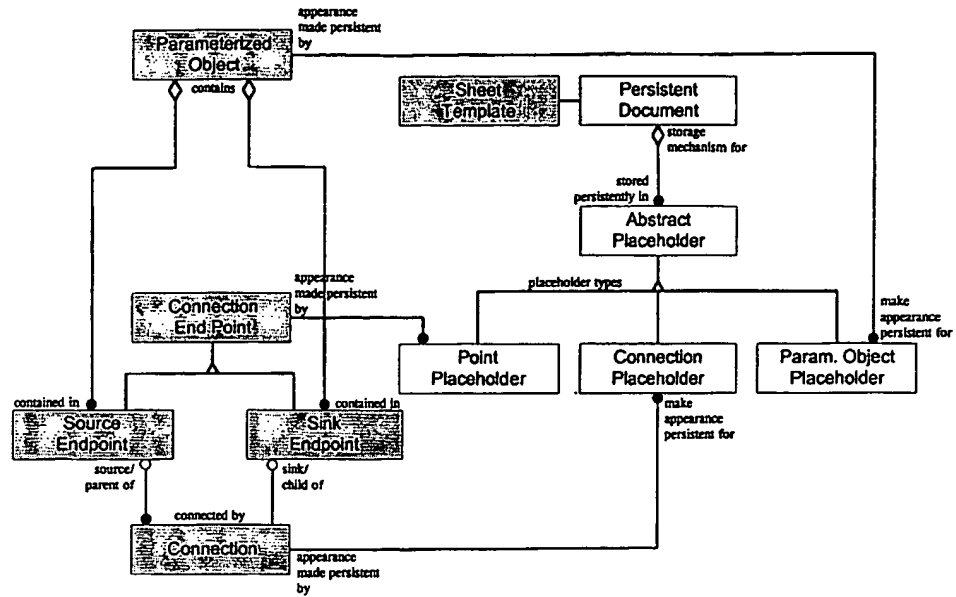 appearance
made persistent
by
Parameterized
Object
contains
Sheet
Template
Persistent
Document
storage
mechanism for
stored
persistently in
Abstract
Placeholder
placeholder types
appearance
made persistent
by
Connection
End Point
make
appearance
persistent for
Point
Placeholder
Connection
Placeholder
Param. Object
Placeholder
contained in
contained in
Source
Endpoint
Sink
Endpoint
make
appearance
persistent for
source/
parent of
sink/
child of
connected by
Connection
appearance
made persistent
by